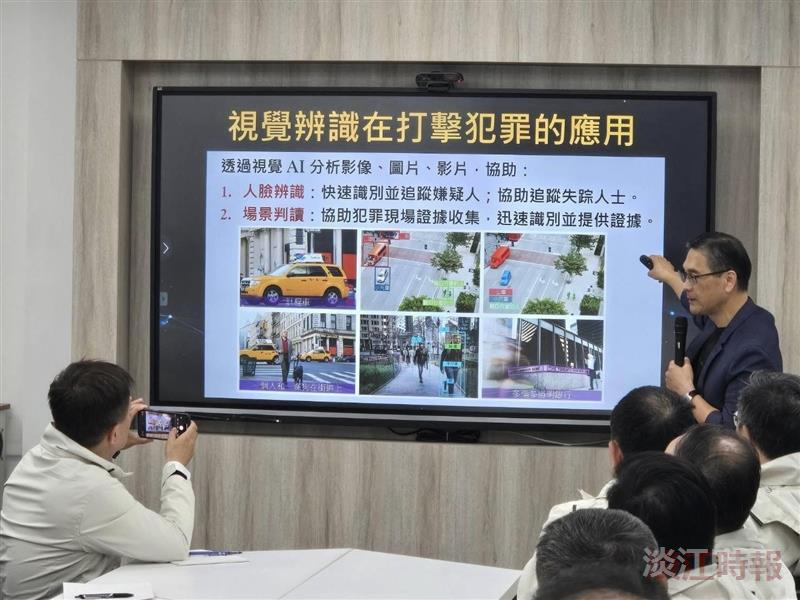 視覺辨識在打擊犯罪的應用
透過視覺 AI 分析影像、圖片、影片，協助：
1. 人臉辨識：快速識別並追蹤嫌疑人；協助追蹤失踪人士。
2. 場景判讀：協助犯罪現場證據收集，迅速識別並提供證據。
計程車
淡江時報